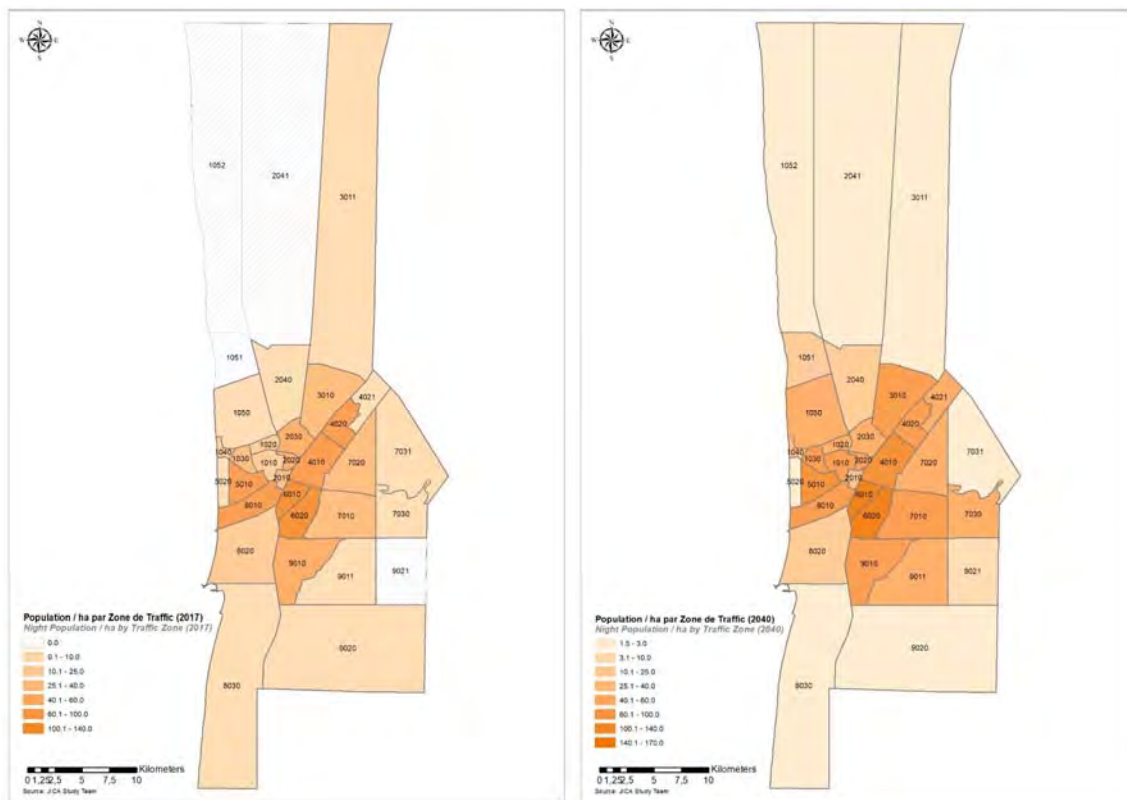 N
W E
S
1052
2041
3011
1051
2040
1050
3010
4021
4020
2030
1020
1040
1030
1010
2020
4010
7020
7031
5020
5010
2010
6010
8010
6020
7010
7030
8020
9010
9011
9021
9020
8030
Population / ha par Zone de Traffic (2017)
Night Population / ha by Traffic Zone (2017)
0.0
0.1 - 10.0
10.1 - 25.0
25.1 - 40.0
40.1 - 60.0
60.1 - 100.0
100.1 - 140.0
0 1,25 2,5 5 7,5 10 Kilometers
Source: JICA Study Team
N
W E
S
1052
2041
3011
1051
2040
1050
3010
4021
4020
2030
1020
1040
1030
1010
2020
4010
7020
7031
5020
5010
2010
6010
8010
6020
7010
7030
8020
9010
9011
9021
9020
8030
Population / ha par Zone de Traffic (2040)
Night Population / ha by Traffic Zone (2040)
1.5 - 3.0
3.1 - 10.0
10.1 - 25.0
25.1 - 40.0
40.1 - 60.0
60.1 - 100.0
100.1 - 140.0
140.1 - 170.0
0 1,25 2,5 5 7,5 10 Kilometers
Source: JICA Study Team